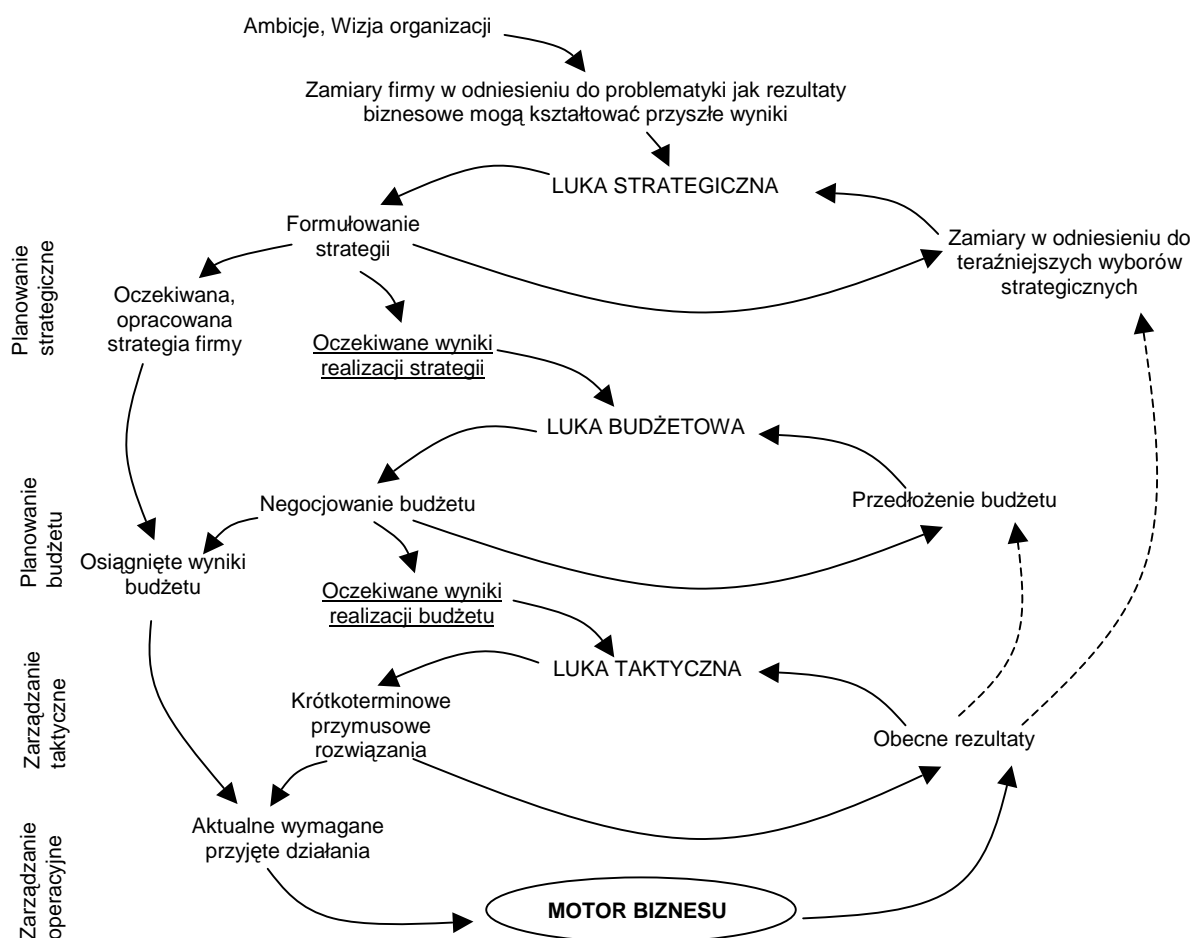 Ambicje, Wizja organizacji
Zamiary firmy w odniesieniu do problematyki jak rezultaty
biznesowe mogą kształtować przyszłe wyniki
LUKA STRATEGICZNA
Formułowanie
strategii
Zamiary w odniesieniu do
teraźniejszych wyborów
strategicznych
Planowanie
strategiczne
Oczekiwana,
opracowana
strategia firmy
Oczekiwane wyniki
realizacji strategii
LUKA BUDŻETOWA
Negocjowanie budżetu
Przedłożenie budżetu
Planowanie
budżetu
Osiągnięte wyniki
budżetu
Oczekiwane wyniki
realizacji budżetu
LUKA TAKTYCZNA
Zarządzanie
taktyczne
Krótkoterminowe
przymusowe
rozwiązania
Obecne rezultaty
Aktualne wymagane
przyjęte działania
Zarządzanie
operacyjne
MOTOR BIZNESU